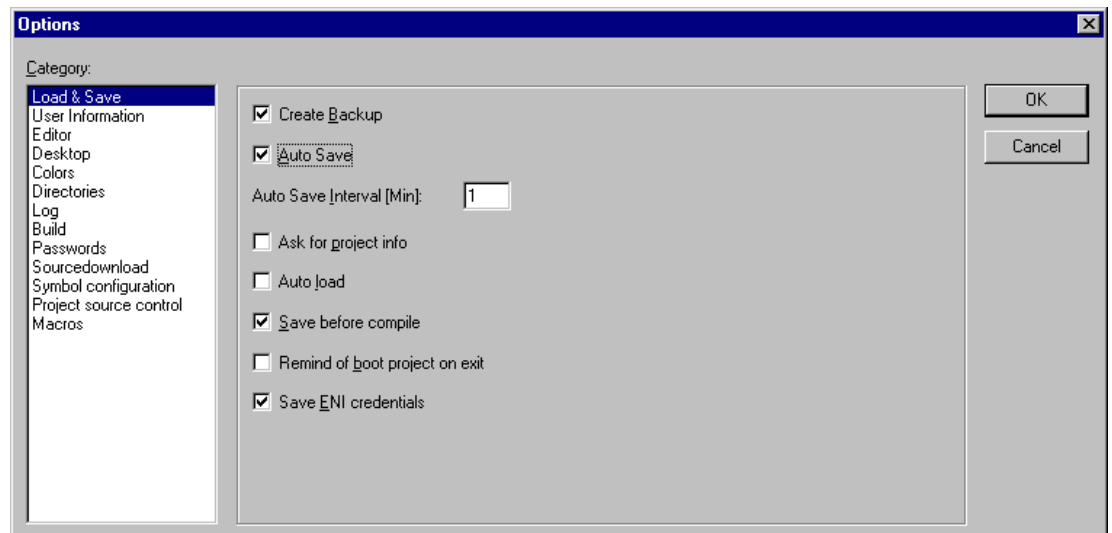 Options
Category:
Load & Save
User Information
Editor
Desktop
Colors
Directories
Log
Build
Passwords
Sourcedownload
Symbol configuration
Project source control
Macros
Create Backup
Auto Save
Auto Save Interval [Min]: 1
Ask for project info
Auto load
Save before compile
Remind of boot project on exit
Save ENI credentials
OK
Cancel